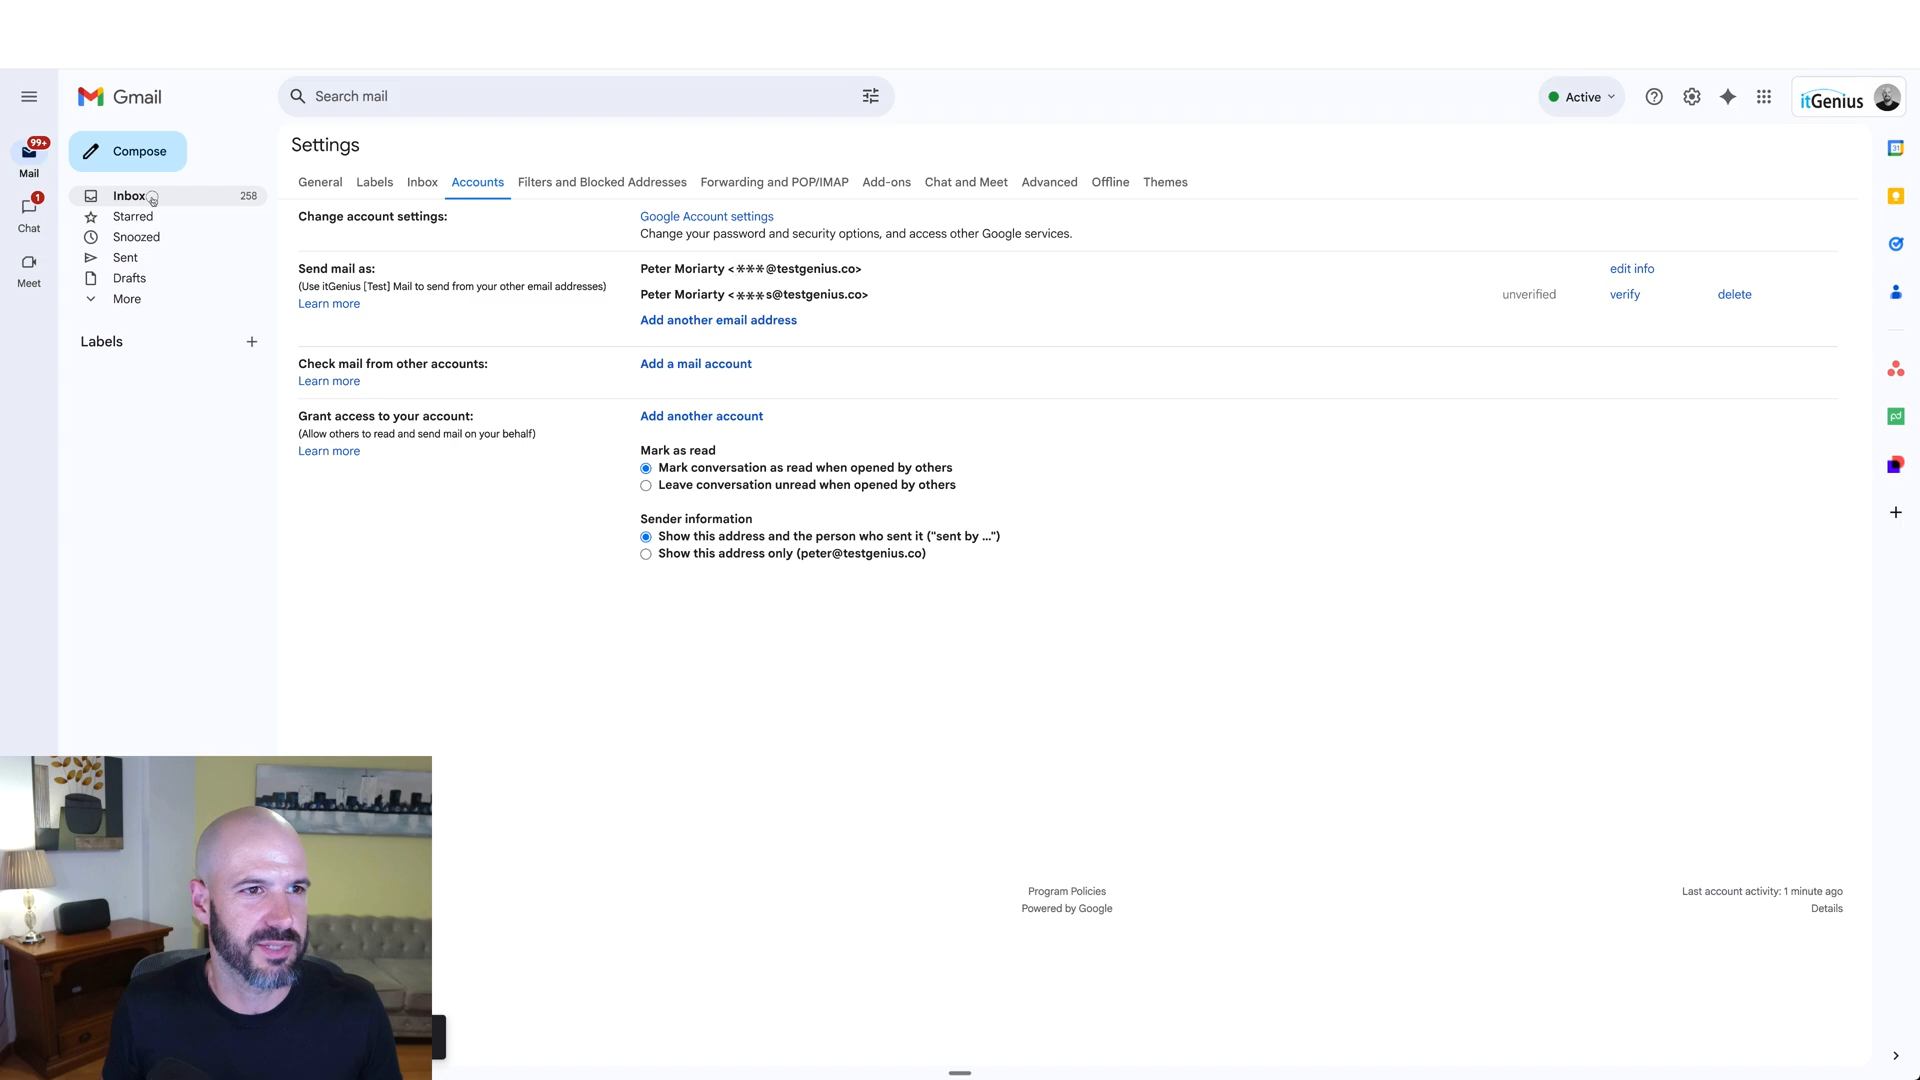 Gmail
Search mail
Active
itGenius
99+
Mail
1
Chat
Meet
Compose
Inbox 258
Starred
Snoozed
Sent
Drafts
More
Labels
Settings
General Labels Inbox Accounts Filters and Blocked Addresses Forwarding and POP/IMAP Add-ons Chat and Meet Advanced Offline Themes
Change account settings:
Google Account settings
Change your password and security options, and access other Google services.
Send mail as:
(Use itGenius [Test] Mail to send from your other email addresses)
Learn more
Peter Moriarty <***@testgenius.co> edit info
Peter Moriarty <***s@testgenius.co> unverified verify delete
Add another email address
Check mail from other accounts:
Learn more
Add a mail account
Grant access to your account:
(Allow others to read and send mail on your behalf)
Learn more
Add another account
Mark as read
Mark conversation as read when opened by others
Leave conversation unread when opened by others
Sender information
Show this address and the person who sent it ("sent by ...")
Show this address only (peter@testgenius.co)
31
pd
Program Policies
Powered by Google
Last account activity: 1 minute ago
Details